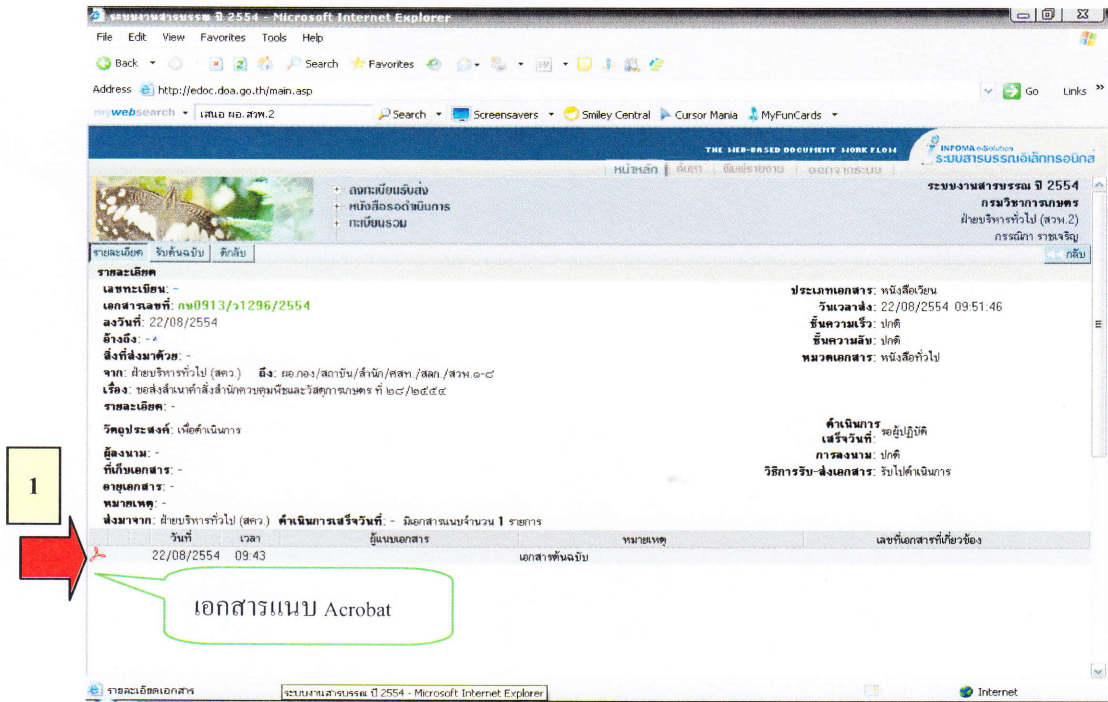 ระบบงานสารบรรณ ปี 2554 - Microsoft Internet Explorer
File Edit View Favorites Tools Help
Back Search Favorites
Address http://edoc.doa.go.th/main.asp Go Links »
mywebsearch เสนอ ผอ.สวพ.2 Search Screensavers Smiley Central Cursor Mania MyFunCards
THE WEB-BASED DOCUMENT WORK FLOW INFOMA e-Solution
ระบบสารบรรณอิเล็กทรอนิกส์
หน้าหลัก ค้นหา พิมพ์รายงาน ออกจากระบบ
+ ลงทะเบียนรับส่ง
+ หนังสือรอดำเนินการ
+ ทะเบียนรวม
ระบบงานสารบรรณ ปี 2554
กรมวิชาการเกษตร
ฝ่ายบริหารทั่วไป (สวพ.2)
กรรณิกา ราชเจริญ
รายละเอียด รับต้นฉบับ ตีกลับ กลับ
รายละเอียด
เลขทะเบียน: - ประเภทเอกสาร: หนังสือเวียน
เอกสารเลขที่: กษ0913/ว1296/2554 วันเวลาส่ง: 22/08/2554 09:51:46
ลงวันที่: 22/08/2554 ชั้นความเร็ว: ปกติ
อ้างถึง: - ชั้นความลับ: ปกติ
สิ่งที่ส่งมาด้วย: - หมวดเอกสาร: หนังสือทั่วไป
จาก: ฝ่ายบริหารทั่วไป (สคว.) ถึง: ผอ.กอง/สถาบัน/สำนัก/ศสท./สลก./สวพ.๑-๘
เรื่อง: ขอส่งสำเนาคำสั่งสำนักควบคุมพืชและวัสดุการเกษตร ที่ ๒๘/๒๕๕๔
รายละเอียด: -
วัตถุประสงค์: เพื่อดำเนินการ ดำเนินการเสร็จวันที่: รอผู้ปฏิบัติ
ผู้ลงนาม: - การลงนาม: ปกติ
ที่เก็บเอกสาร: - วิธีการรับ-ส่งเอกสาร: รับไปดำเนินการ
อายุเอกสาร: -
หมายเหตุ: -
ส่งมาจาก: ฝ่ายบริหารทั่วไป (สคว.) ดำเนินการเสร็จวันที่: - มีเอกสารแนบจำนวน 1 รายการ
วันที่ เวลา ผู้แนบเอกสาร หมายเหตุ เลขที่เอกสารที่เกี่ยวข้อง
22/08/2554 09:43 เอกสารต้นฉบับ
1
เอกสารแนบ Acrobat
รายละเอียดเอกสาร ระบบงานสารบรรณ ปี 2554 - Microsoft Internet Explorer Internet